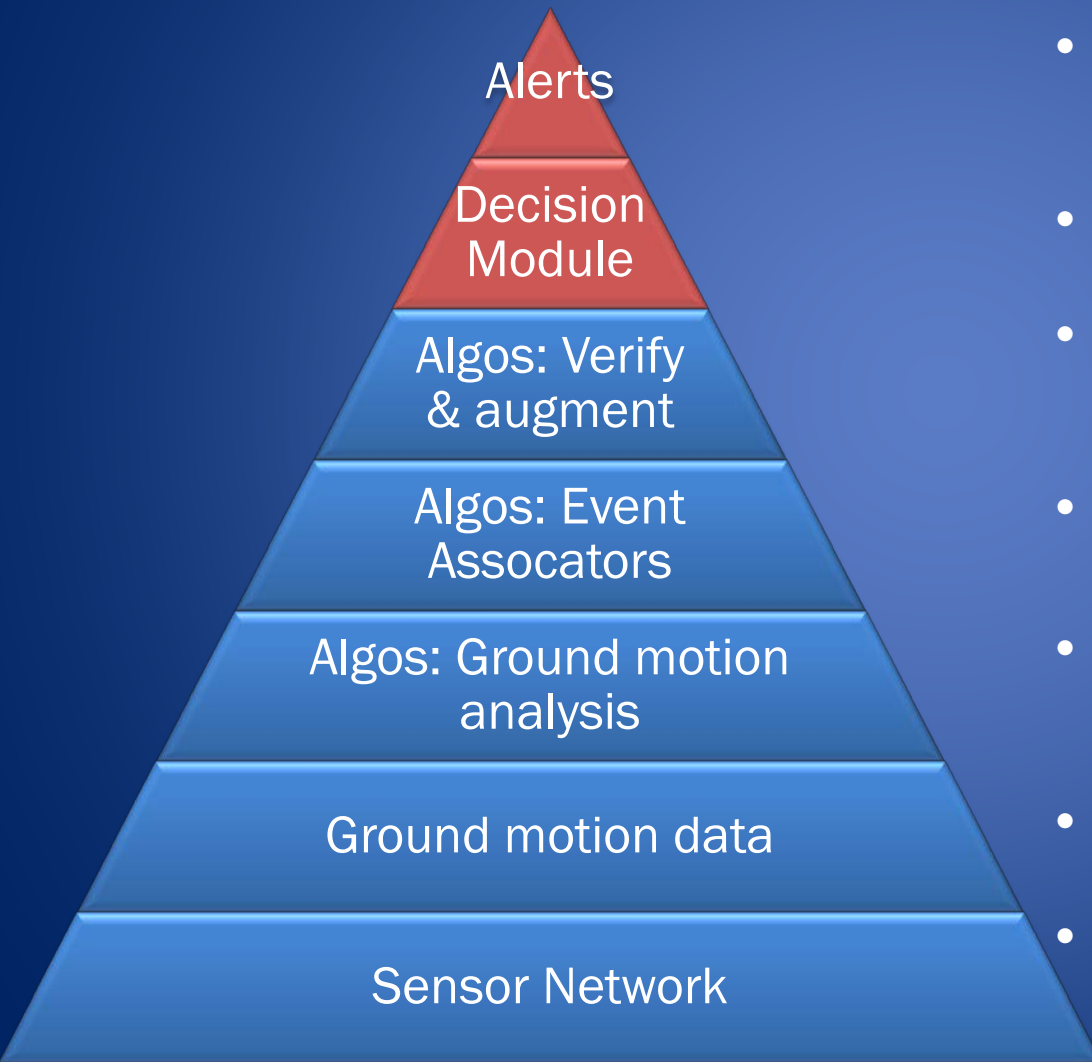 Alerts
Decision
Module
Algos: Verify
& augment
Algos: Event
Assocators
Algos: Ground motion
analysis
Ground motion data
Sensor Network